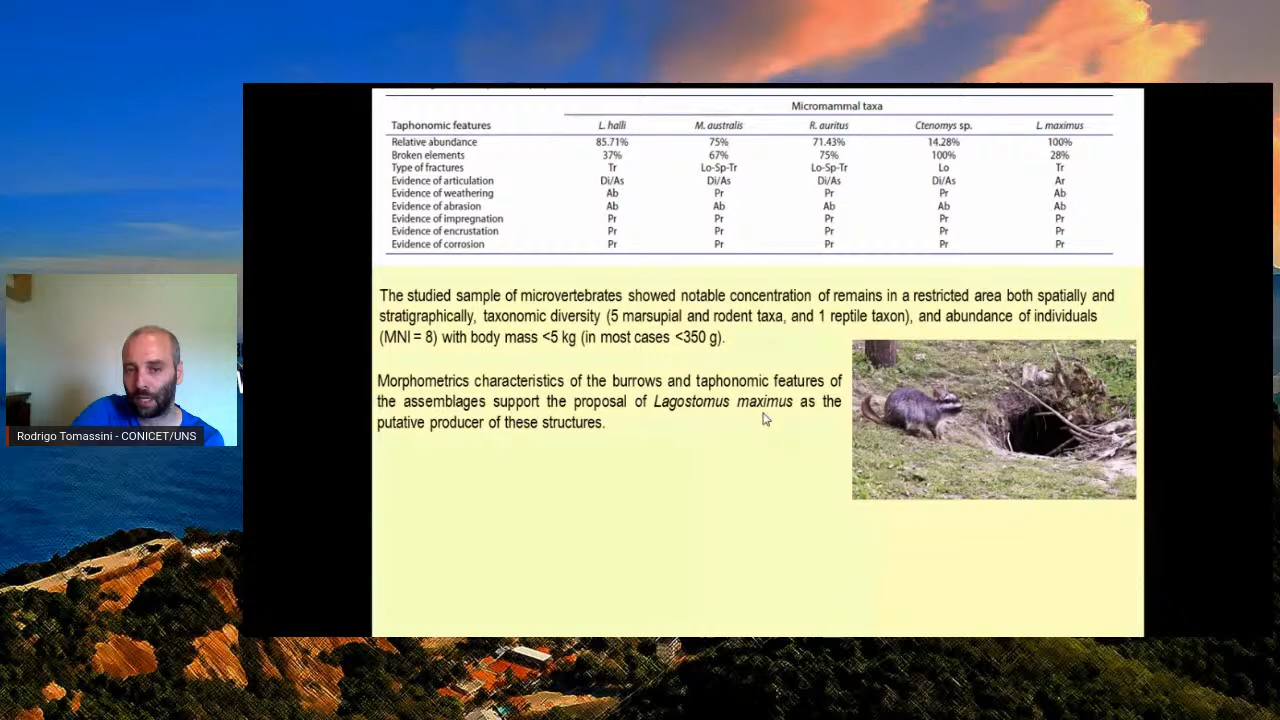 Micromammal taxa
Taphonomic features L. halli M. australis R. auritus Ctenomys sp. L. maximus
Relative abundance 85.71% 75% 71.43% 14.28% 100%
Broken elements 37% 67% 75% 100% 28%
Type of fractures Tr Lo-Sp-Tr Lo-Sp-Tr Lo Tr
Evidence of articulation Di/As Di/As Di/As Di/As Ar
Evidence of weathering Ab Pr Pr Pr Ab
Evidence of abrasion Ab Ab Ab Ab Ab
Evidence of impregnation Pr Pr Pr Pr Pr
Evidence of encrustation Pr Pr Pr Pr Pr
Evidence of corrosion Pr Pr Pr Pr Pr
The studied sample of microvertebrates showed notable concentration of remains in a restricted area both spatially and
stratigraphically, taxonomic diversity (5 marsupial and rodent taxa, and 1 reptile taxon), and abundance of individuals
(MNI = 8) with body mass <5 kg (in most cases <350 g).
Morphometrics characteristics of the burrows and taphonomic features of
the assemblages support the proposal of Lagostomus maximus as the
putative producer of these structures.
Rodrigo Tomassini - CONICET/UNS